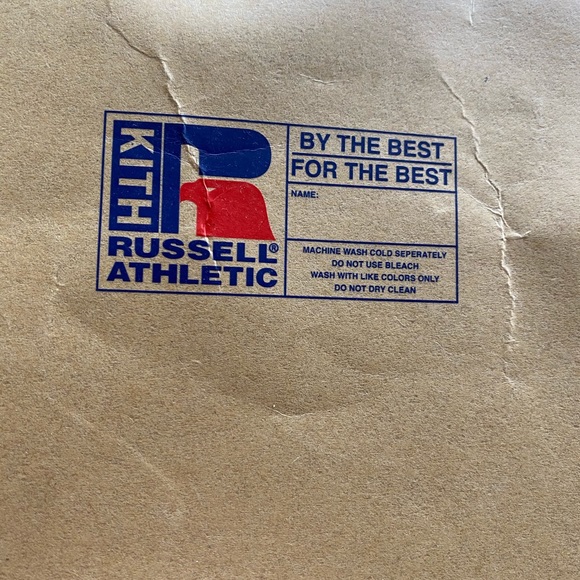 KITH
RUSSELL®
ATHLETIC
BY THE BEST
FOR THE BEST
NAME:
MACHINE WASH COLD SEPERATELY
DO NOT USE BLEACH
WASH WITH LIKE COLORS ONLY
DO NOT DRY CLEAN